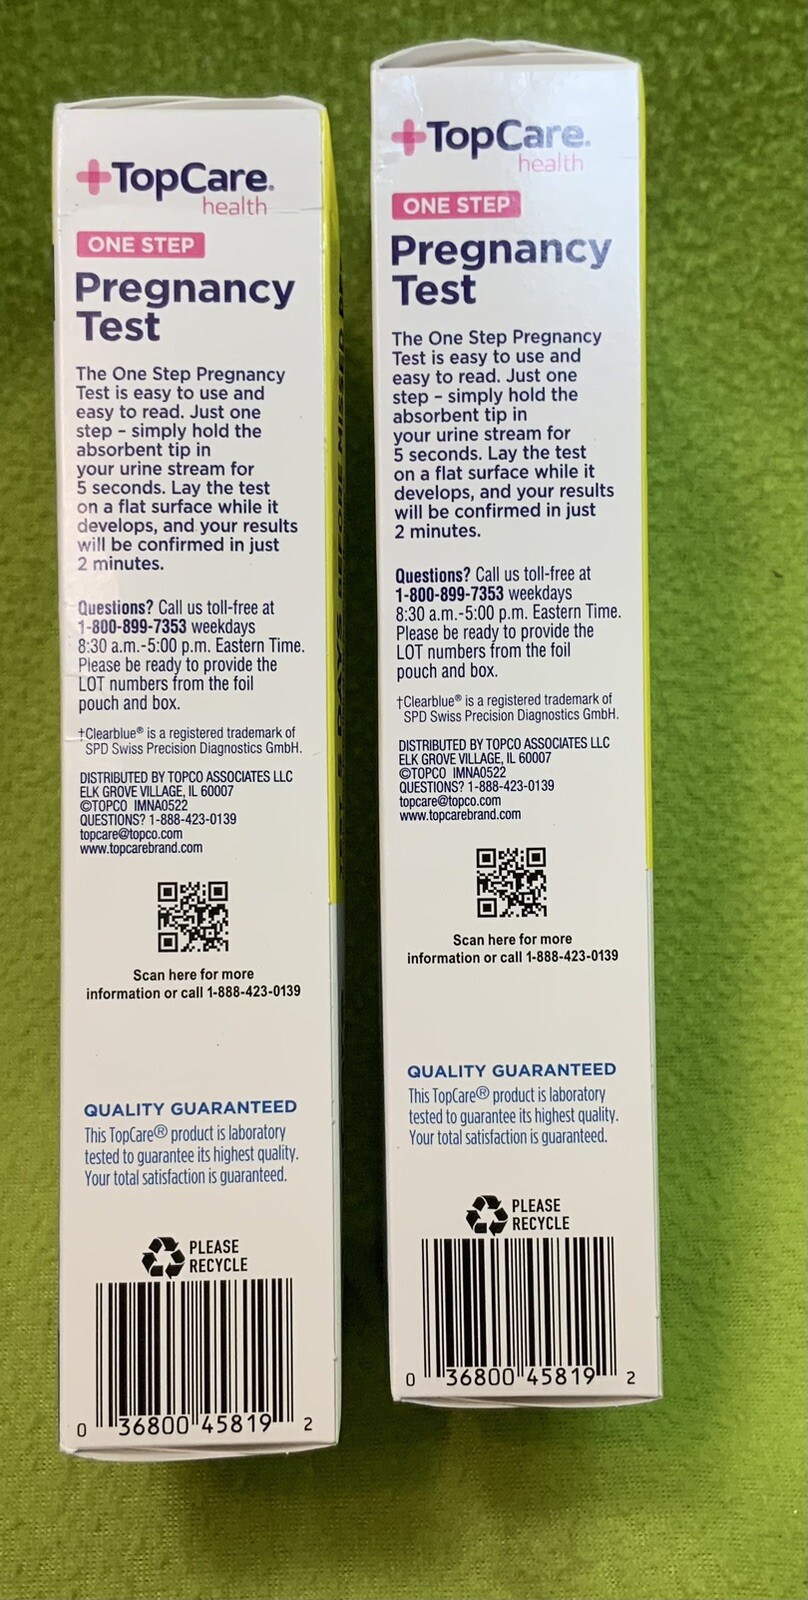 TopCare®
health
ONE STEP
Pregnancy
Test
The One Step Pregnancy
Test is easy to use and
easy to read. Just one
step – simply hold the
absorbent tip in
your urine stream for
5 seconds. Lay the test
on a flat surface while it
develops, and your results
will be confirmed in just
2 minutes.
Questions? Call us toll-free at
1-800-899-7353 weekdays
8:30 a.m.-5:00 p.m. Eastern Time.
Please be ready to provide the
LOT numbers from the foil
pouch and box.
†Clearblue® is a registered trademark of
SPD Swiss Precision Diagnostics GmbH.
DISTRIBUTED BY TOPCO ASSOCIATES LLC
ELK GROVE VILLAGE, IL 60007
©TOPCO IMNA0522
QUESTIONS? 1-888-423-0139
topcare@topco.com
www.topcarebrand.com
Scan here for more
information or call 1-888-423-0139
QUALITY GUARANTEED
This TopCare® product is laboratory
tested to guarantee its highest quality.
Your total satisfaction is guaranteed.
PLEASE
RECYCLE
0 36800 45819 2
DAYS BEFORE MISSED
TopCare®
health
ONE STEP
Pregnancy
Test
The One Step Pregnancy
Test is easy to use and
easy to read. Just one
step – simply hold the
absorbent tip in
your urine stream for
5 seconds. Lay the test
on a flat surface while it
develops, and your results
will be confirmed in just
2 minutes.
Questions? Call us toll-free at
1-800-899-7353 weekdays
8:30 a.m.-5:00 p.m. Eastern Time.
Please be ready to provide the
LOT numbers from the foil
pouch and box.
†Clearblue® is a registered trademark of
SPD Swiss Precision Diagnostics GmbH.
DISTRIBUTED BY TOPCO ASSOCIATES LLC
ELK GROVE VILLAGE, IL 60007
©TOPCO IMNA0522
QUESTIONS? 1-888-423-0139
topcare@topco.com
www.topcarebrand.com
Scan here for more
information or call 1-888-423-0139
QUALITY GUARANTEED
This TopCare® product is laboratory
tested to guarantee its highest quality.
Your total satisfaction is guaranteed.
PLEASE
RECYCLE
0 36800 45819 2